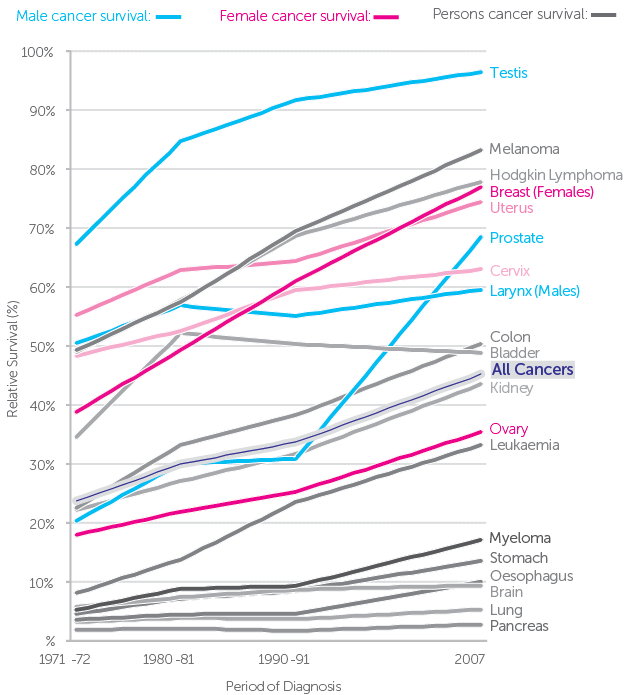 Male cancer survival: Female cancer survival: Persons cancer survival:
100%
90%
80%
70%
60%
50%
40%
30%
20%
10%
%
Relative Survival (%)
Testis
Melanoma
Hodgkin Lymphoma
Breast (Females)
Uterus
Prostate
Cervix
Larynx (Males)
Colon
Bladder
All Cancers
Kidney
Ovary
Leukaemia
Myeloma
Stomach
Oesophagus
Brain
Lung
Pancreas
1971 -72 1980 -81 1990 -91 2007
Period of Diagnosis